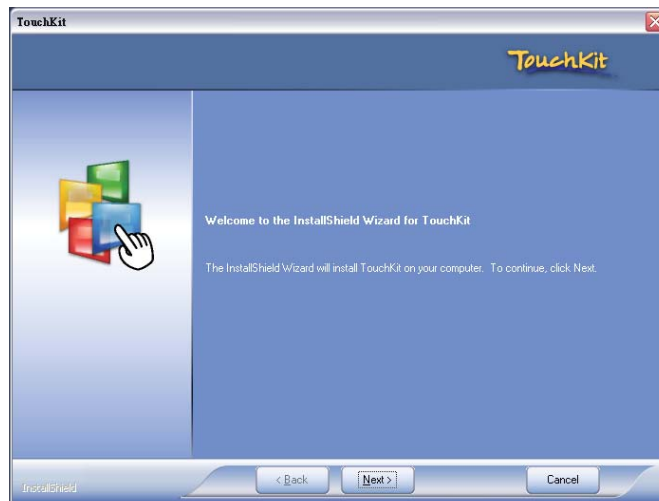 TouchKit
TouchKit
Welcome to the InstallShield Wizard for TouchKit
The InstallShield Wizard will install TouchKit on your computer. To continue, click Next.
InstallShield
< Back
Next >
Cancel